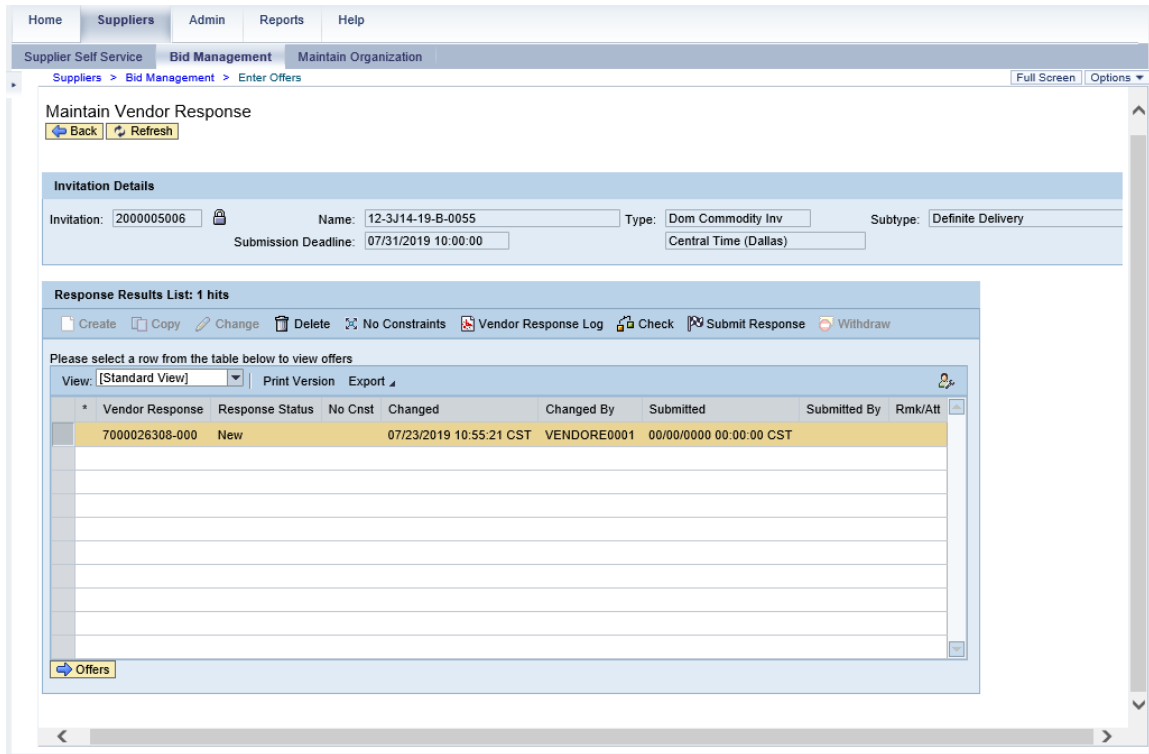 Home Suppliers Admin Reports Help
Supplier Self Service Bid Management Maintain Organization
Suppliers > Bid Management > Enter Offers Full Screen Options
Maintain Vendor Response
Back Refresh
Invitation Details
Invitation: 2000005006 Name: 12-3J14-19-B-0055 Type: Dom Commodity Inv Subtype: Definite Delivery
Submission Deadline: 07/31/2019 10:00:00 Central Time (Dallas)
Response Results List: 1 hits
Create Copy Change Delete No Constraints Vendor Response Log Check Submit Response Withdraw
Please select a row from the table below to view offers
View: [Standard View] Print Version Export
* Vendor Response Response Status No Cnst Changed Changed By Submitted Submitted By Rmk/Att
7000026308-000 New 07/23/2019 10:55:21 CST VENDORE0001 00/00/0000 00:00:00 CST
Offers